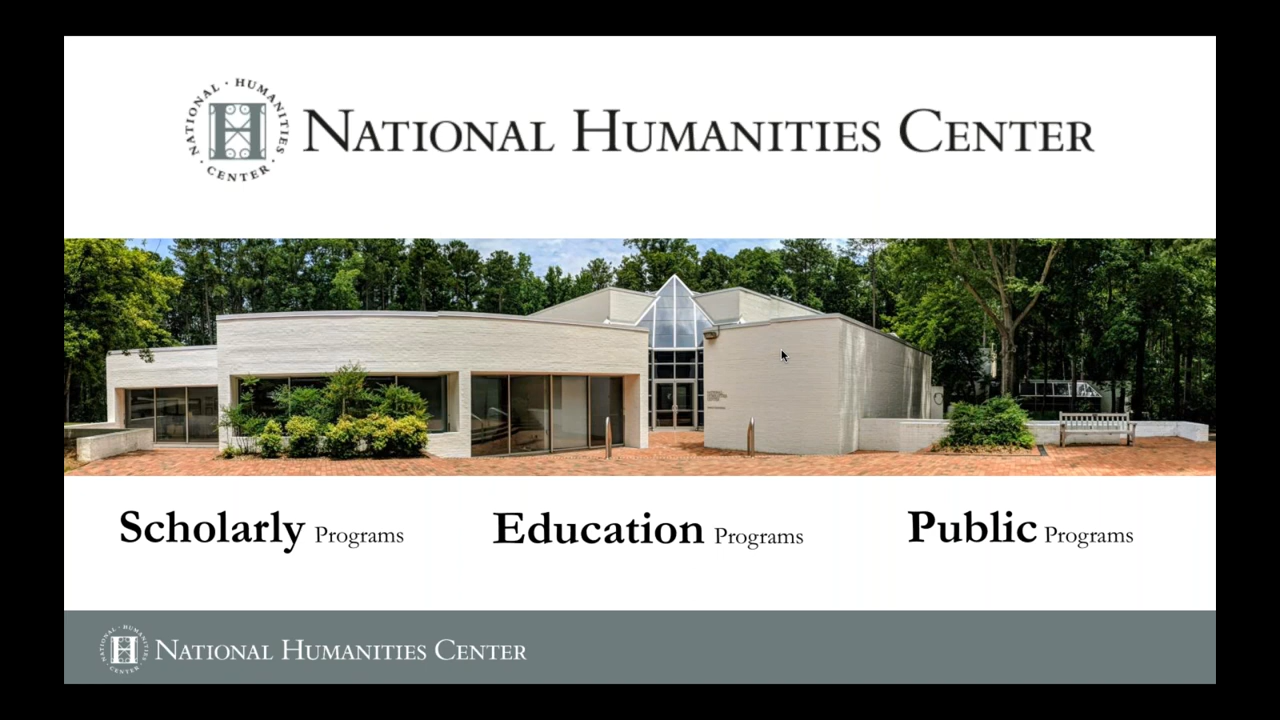 NATIONAL · HUMANITIES · CENTER ·
H
NATIONAL HUMANITIES CENTER
Scholarly Programs
Education Programs
Public Programs
NATIONAL · HUMANITIES · CENTER ·
H
NATIONAL HUMANITIES CENTER